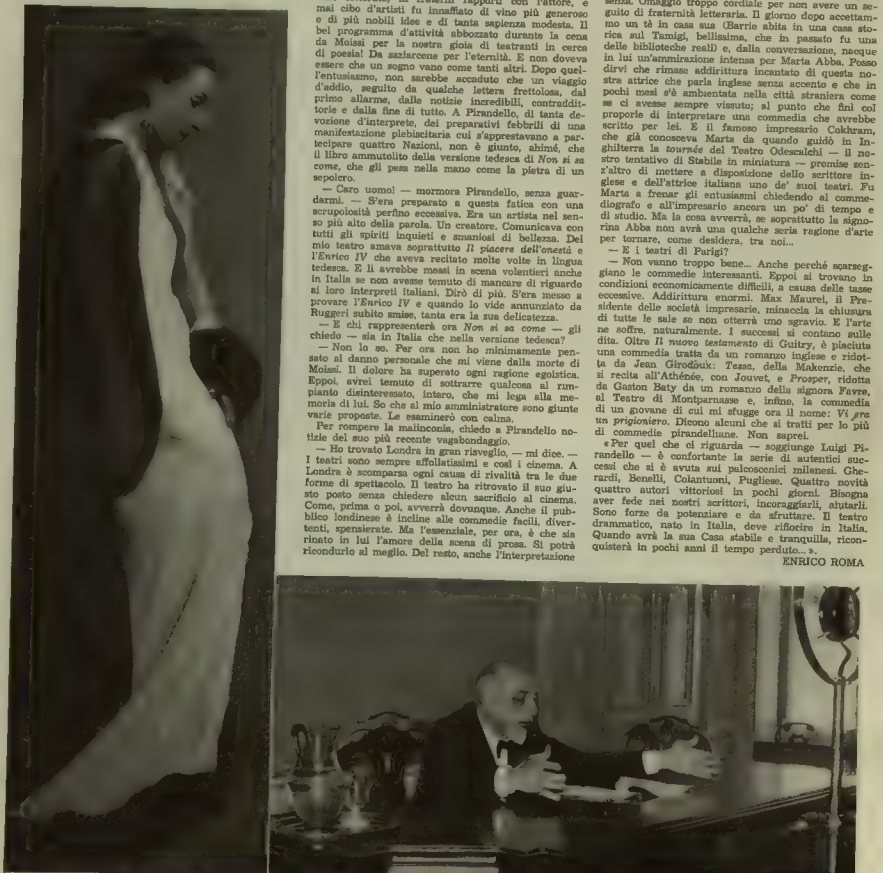 mai cibo d'artisti fu innaffiato di vino più generoso
e di più nobili idee e di tanta sapienza modesta. Il
bel programma d'attività abbozzato durante la cena
da Moissi per la nostra gioia di teatranti in cerca
di poesia! Da saziarcene per l'eternità. E non doveva
essere che un sogno vano come tanti altri. Dopo quel-
l'entusiasmo, non sarebbe accaduto che un viaggio
d'addio, seguito da qualche lettera frettolosa, dal
primo allarme, dalle notizie incredibili, contraddit-
torie e dalla fine di tutto. A Pirandello, di tanta de-
vozione d'interprete, dei preparativi febbrili di una
manifestazione plebiscitaria cui s'apprestavano a par-
tecipare quattro Nazioni, non è giunto, ahimé, che
il libro ammutolito della versione tedesca di Non si sa
come, che gli pesa nella mano come la pietra di un
sepolcro.
— Caro uomo! — mormora Pirandello, senza guar-
darmi. — S'era preparato a questa fatica con una
scrupolosità perfino eccessiva. Era un artista nel sen-
so più alto della parola. Un creatore. Comunicava con
tutti gli spiriti inquieti e smaniosi di bellezza. Del
mio teatro amava soprattutto Il piacere dell'onestà e
l'Enrico IV che aveva recitato molte volte in lingua
tedesca. E li avrebbe messi in scena volentieri anche
in Italia se non avesse temuto di mancare di riguardo
ai loro interpreti italiani. Dirò di più. S'era messo a
provare l'Enrico IV e quando lo vide annunziato da
Ruggeri subito smise, tanta era la sua delicatezza.
— E chi rappresenterà ora Non si sa come — gli
chiedo — sia in Italia che nella versione tedesca?
— Non lo so. Per ora non ho minimamente pen-
sato al danno personale che mi viene dalla morte di
Moissi. Il dolore ha superato ogni ragione egoistica.
Eppoi, avrei temuto di sottrarre qualcosa al rim-
pianto disinteressato, intero, che mi lega alla me-
moria di lui. So che al mio amministratore sono giunte
varie proposte. Le esaminerò con calma.
Per rompere la malinconia, chiedo a Pirandello no-
tizie del suo più recente vagabondaggio.
— Ho trovato Londra in gran risveglio, — mi dice. —
I teatri sono sempre affollatissimi e così i cinema. A
Londra è scomparsa ogni causa di rivalità tra le due
forme di spettacolo. Il teatro ha ritrovato il suo giu-
sto posto senza chiedere alcun sacrificio al cinema.
Come, prima o poi, avverrà dovunque. Anche il pub-
blico londinese è incline alle commedie facili, diver-
tenti, spensierate. Ma l'essenziale, per ora, è che sia
rinato in lui l'amore della scena di prosa. Si potrà
ricondurlo al meglio. Del resto, anche l'interpretazione
senza. Omaggio troppo cordiale per non avere un se-
guito di fraternità letteraria. Il giorno dopo accettam-
mo un tè in casa sua (Barrie abita in una casa sto-
rica sul Tamigi, bellissima, che in passato fu una
delle biblioteche reali) e, dalla conversazione, nacque
in lui un'ammirazione intensa per Marta Abba. Posso
dirvi che rimase addirittura incantato di questa no-
stra attrice che parla inglese senza accento e che in
pochi mesi s'è ambientata nella città straniera come
se ci avesse sempre vissuto; al punto che finì col
proporle di interpretare una commedia che avrebbe
scritto per lei. E il famoso impresario Cokhram,
che già conosceva Marta da quando guidò in In-
ghilterra la tournée del Teatro Odescalchi — il no-
stro tentativo di Stabile in miniatura — promise sen-
z'altro di mettere a disposizione dello scrittore in-
glese e dell'attrice italiana uno de' suoi teatri. Fu
Marta a frenar gli entusiasmi chiedendo al comme-
diografo e all'impresario ancora un po' di tempo e
di studio. Ma la cosa avverrà, se soprattutto la signo-
rina Abba non avrà una qualche seria ragione d'arte
per tornare, come desidera, tra noi...
— E i teatri di Parigi?
— Non vanno troppo bene... Anche perché scarseg-
giano le commedie interessanti. Eppoi si trovano in
condizioni economicamente difficili, a causa delle tasse
eccessive. Addirittura enormi. Max Maurel, il Pre-
sidente delle società impresarie, minaccia la chiusura
di tutte le sale se non otterrà uno sgravio. E l'arte
ne soffre, naturalmente. I successi si contano sulle
dita. Oltre Il nuovo testamento di Guitry, è piaciuta
una commedia tratta da un romanzo inglese e ridot-
ta da Jean Girodoux: Tessa, della Makenzie, che
si recita all'Athénée, con Jouvet, e Prosper, ridotta
da Gaston Baty da un romanzo della signora Favre,
al Teatro di Montparnasse e, infine, la commedia
di un giovane di cui mi sfugge ora il nome: Vi fra
un prigioniero. Dicono alcuni che si tratti per lo più
di commedie pirandelliane. Non saprei.
«Per quel che ci riguarda — soggiunge Luigi Pi-
randello — è confortante la serie di autentici suc-
cessi che si è avuta sui palcoscenici milanesi. Ghe-
rardi, Benelli, Colantuoni, Pugliese. Quattro novità
quattro autori vittoriosi in pochi giorni. Bisogna
aver fede nei nostri scrittori, incoraggiarli, aiutarli.
Sono forze da potenziare e da sfruttare. Il teatro
drammatico, nato in Italia, deve rifiorire in Italia.
Quando avrà la sua Casa stabile e tranquilla, ricon-
quisterà in pochi anni il tempo perduto... ».
ENRICO ROMA